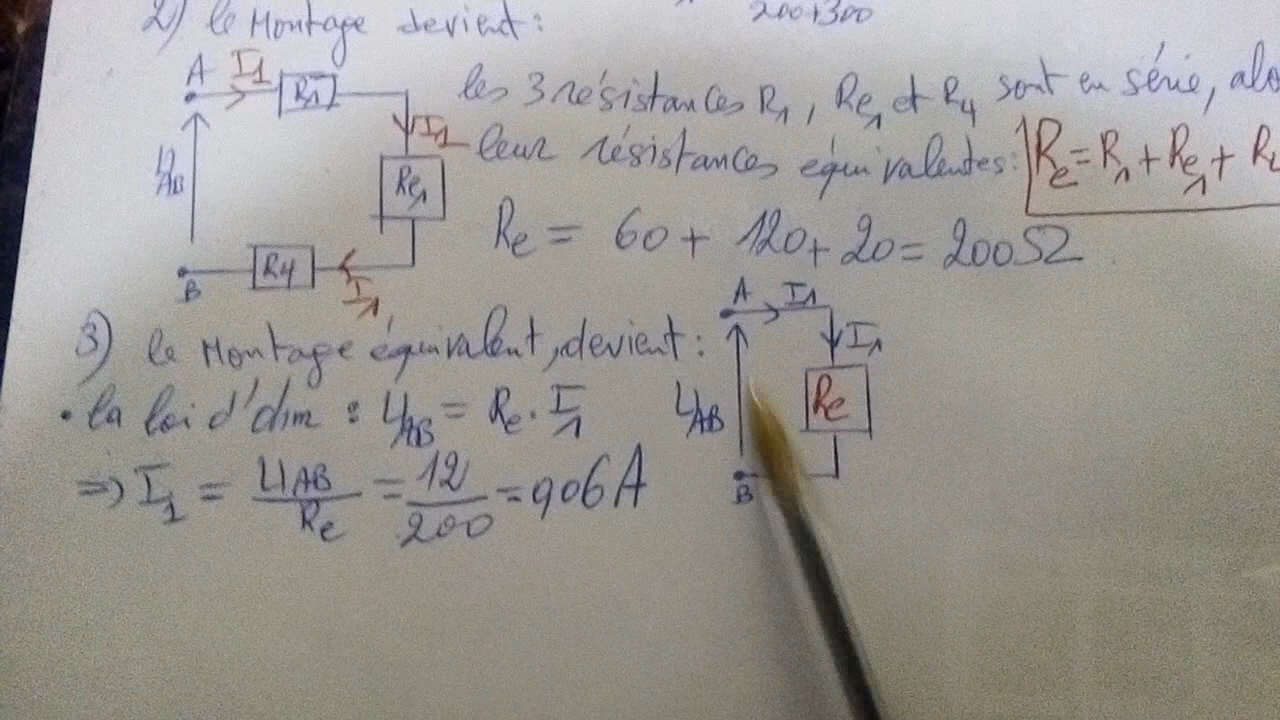 200+300
2) le Montage devient:
A I1 R1
les 3 résistances R1, Re1 et R4 sont en série, alo
I1
leur résistances équivalentes: Re = R1 + Re1 + R
UAB
Re1
Re = 60 + 120 + 20 = 200Ω
B R4 I1
A I1
3) le Montage équivalent, devient:
I1
• la loi d'ohm : UAB = Re . I1
UAB Re
=> I1 = UAB / Re = 12 / 200 = 0,06A
B